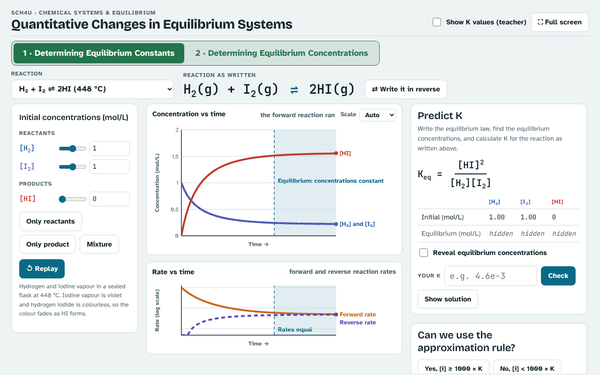 SCH4U · CHEMICAL SYSTEMS & EQUILIBRIUM
Quantitative Changes in Equilibrium Systems
Show K values (teacher)
Full screen
1 · Determining Equilibrium Constants
2 · Determining Equilibrium Concentrations
REACTION
H₂ + I₂ ⇌ 2HI (448 °C)
REACTION AS WRITTEN
H₂(g) + I₂(g) ⇌ 2HI(g)
⇄ Write it in reverse
Initial concentrations (mol/L)
REACTANTS
[H₂] 1
[I₂] 1
PRODUCTS
[HI] 0
Only reactants
Only product
Mixture
↺ Replay
Hydrogen and iodine vapour in a sealed
flask at 448 °C. Iodine vapour is violet
and hydrogen iodide is colourless, so the
colour fades as HI forms.
Concentration vs time
the forward reaction ran
Scale
Auto
Concentration (mol/L)
2
1.5
1
0.5
0
[HI]
Equilibrium: concentrations constant
[H₂] and [I₂]
Time →
Rate vs time
forward and reverse reaction rates
Rate (log scale)
Forward rate
Reverse rate
Rates equal
Time →
Predict K
Write the equilibrium law, find the equilibrium
concentrations, and calculate K for the reaction as
written above.
Keq = [HI]² / [H₂][I₂]
[H₂] [I₂] [HI]
Initial (mol/L) 1.00 1.00 0
Equilibrium (mol/L) hidden hidden hidden
Reveal equilibrium concentrations
YOUR K
e.g. 4.6e-3
Check
Show solution
Can we use the
approximation rule?
Yes, [i] ≥ 1000 × K
No, [i] < 1000 × K